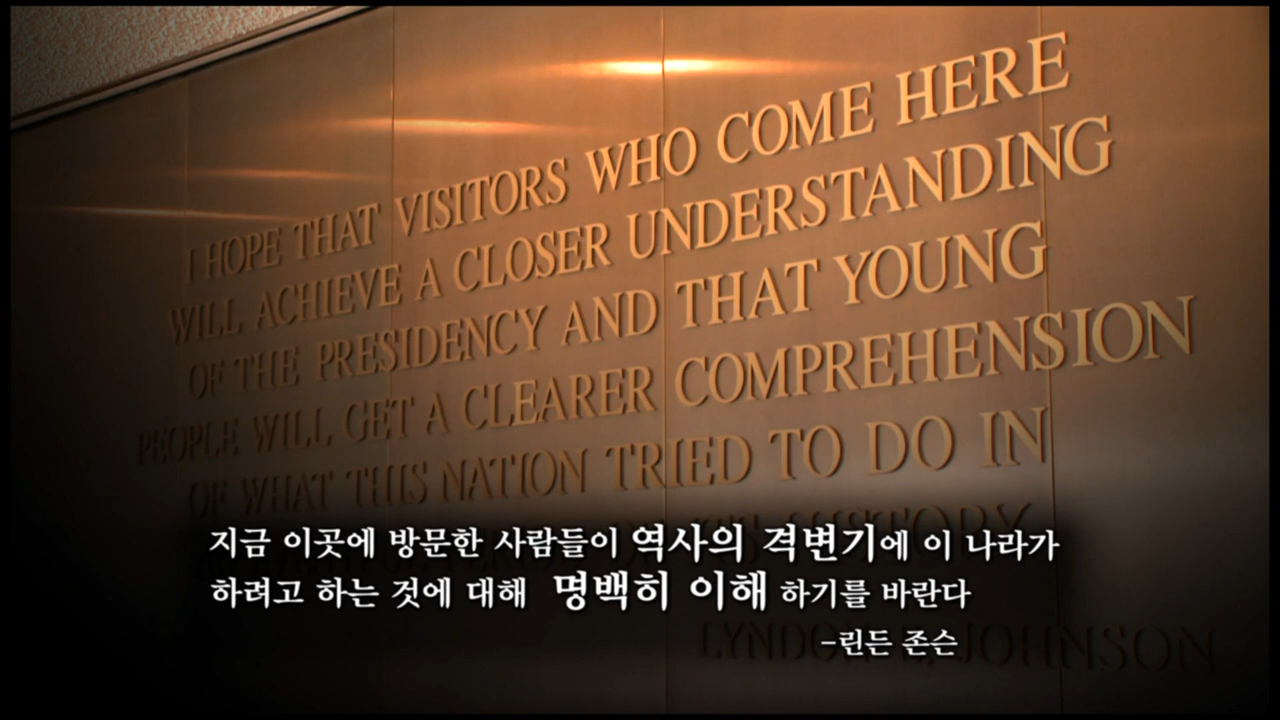 I HOPE THAT VISITORS WHO COME HERE
WILL ACHIEVE A CLOSER UNDERSTANDING
OF THE PRESIDENCY AND THAT YOUNG
PEOPLE WILL GET A CLEARER COMPREHENSION
OF WHAT THIS NATION TRIED TO DO IN
HISTORY
지금 이곳에 방문한 사람들이 역사의 격변기에 이 나라가
하려고 하는 것에 대해 명백히 이해 하기를 바란다
-린든 존슨
LYNDON JOHNSON